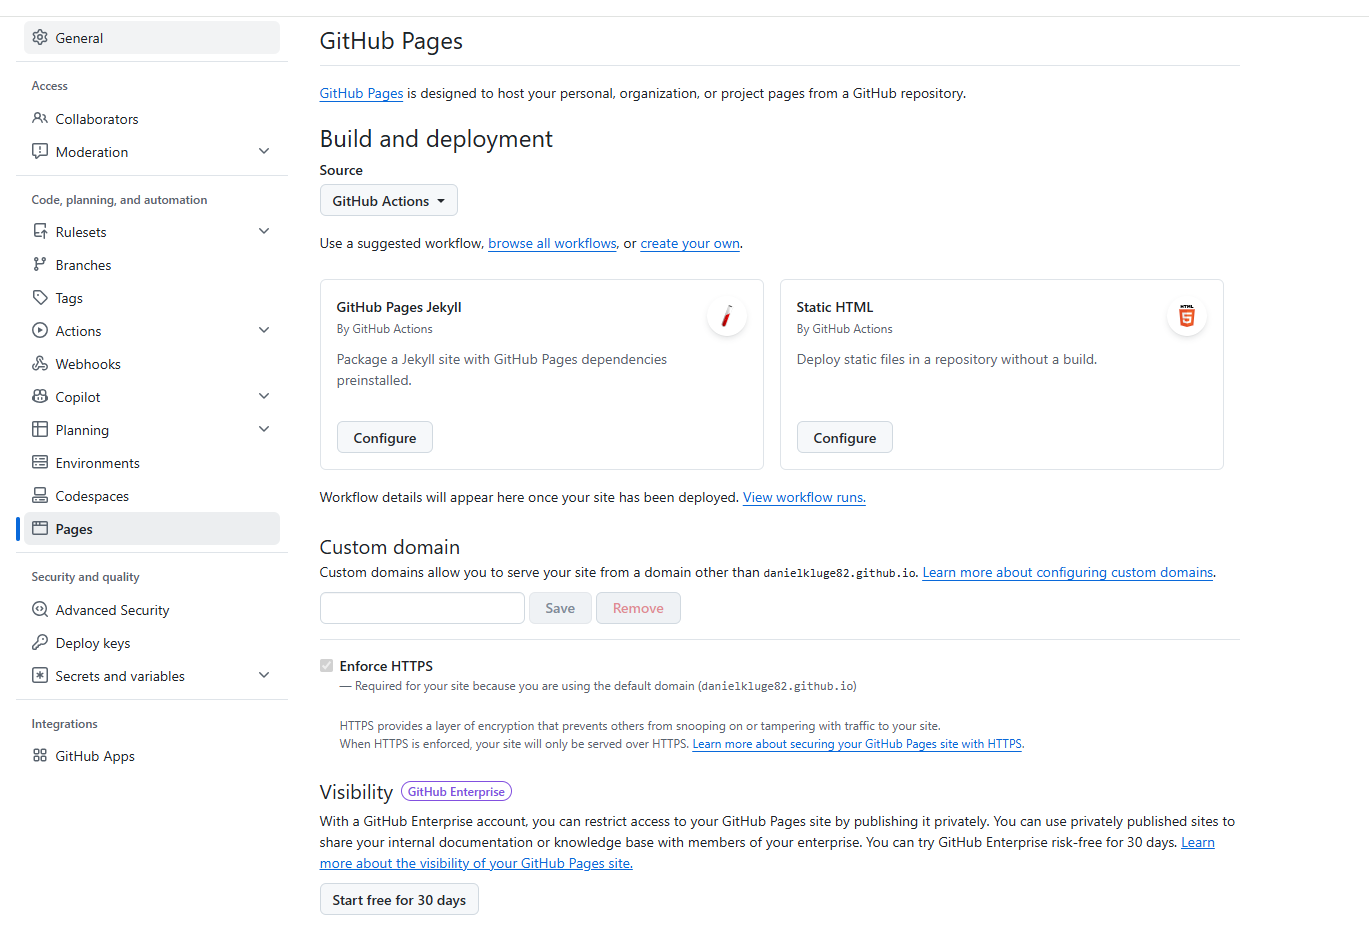 General
Access
Collaborators
Moderation
Code, planning, and automation
Rulesets
Branches
Tags
Actions
Webhooks
Copilot
Planning
Environments
Codespaces
Pages
Security and quality
Advanced Security
Deploy keys
Secrets and variables
Integrations
GitHub Apps
GitHub Pages
GitHub Pages is designed to host your personal, organization, or project pages from a GitHub repository.
Build and deployment
Source
GitHub Actions
Use a suggested workflow, browse all workflows, or create your own.
GitHub Pages Jekyll
By GitHub Actions
Package a Jekyll site with GitHub Pages dependencies
preinstalled.
Configure
Static HTML
HTML
5
By GitHub Actions
Deploy static files in a repository without a build.
Configure
Workflow details will appear here once your site has been deployed. View workflow runs.
Custom domain
Custom domains allow you to serve your site from a domain other than danielkluge82.github.io. Learn more about configuring custom domains.
Save
Remove
Enforce HTTPS
— Required for your site because you are using the default domain (danielkluge82.github.io)
HTTPS provides a layer of encryption that prevents others from snooping on or tampering with traffic to your site.
When HTTPS is enforced, your site will only be served over HTTPS. Learn more about securing your GitHub Pages site with HTTPS.
Visibility GitHub Enterprise
With a GitHub Enterprise account, you can restrict access to your GitHub Pages site by publishing it privately. You can use privately published sites to
share your internal documentation or knowledge base with members of your enterprise. You can try GitHub Enterprise risk-free for 30 days. Learn
more about the visibility of your GitHub Pages site.
Start free for 30 days